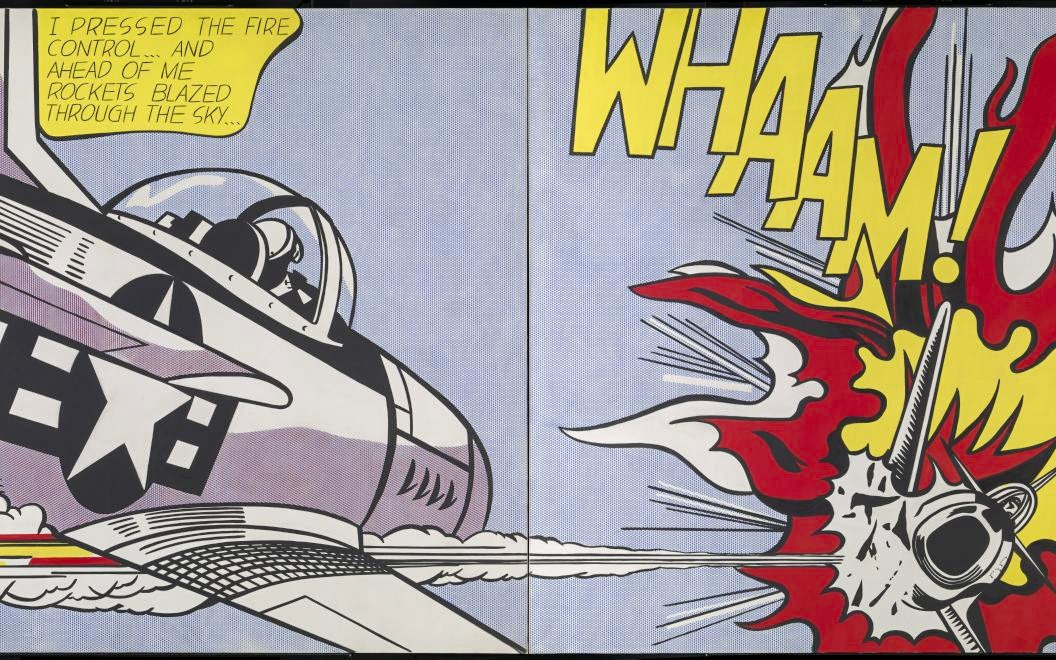 I PRESSED THE FIRE
CONTROL... AND
AHEAD OF ME
ROCKETS BLAZED
THROUGH THE SKY...
WHAAM!